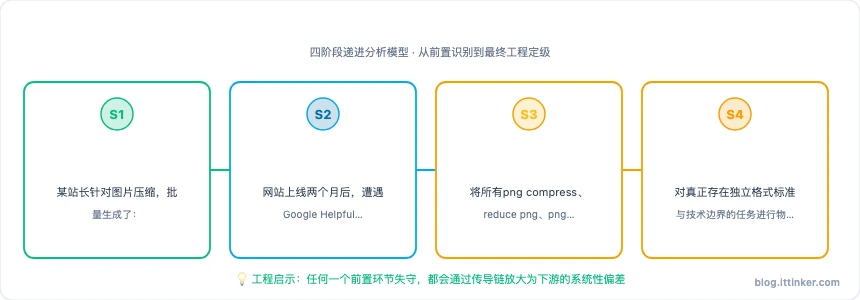 四阶段递进分析模型 · 从前置识别到最终工程定级
S1
某站长针对图片压缩，批
量生成了：
S2
网站上线两个月后，遭遇
Google Helpful...
S3
将所有png compress、
reduce png、png...
S4
对真正存在独立格式标准
与技术边界的任务进行物...
💡 工程启示：任何一个前置环节失守，都会通过传导链放大为下游的系统性偏差
blog.ittinker.com